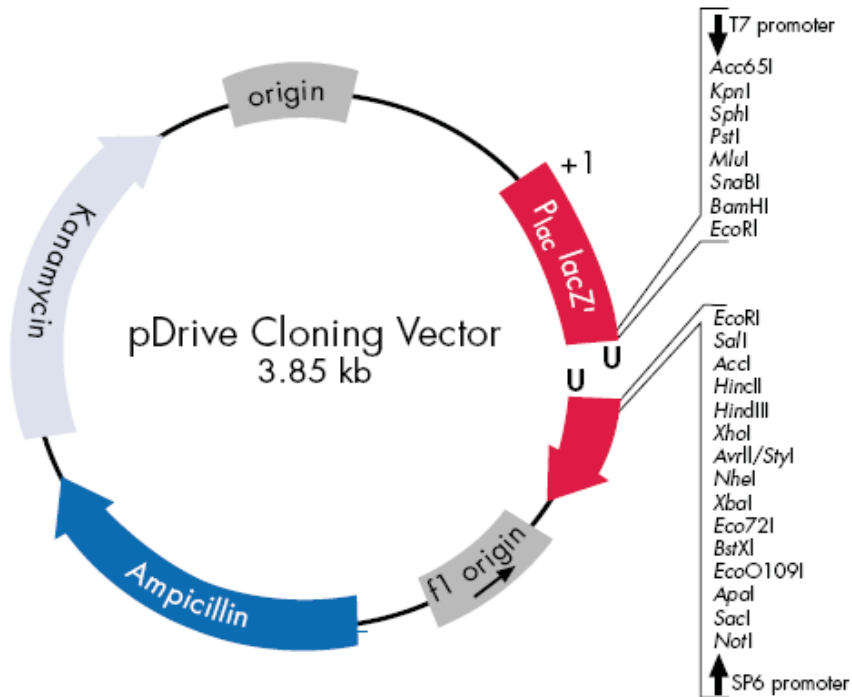 origin
Kanamycin
+1
Plac lacZ'
pDrive Cloning Vector
3.85 kb
U
U
f1 origin
Ampicillin
T7 promoter
Acc65I
KpnI
SphI
PstI
MluI
SnaBI
BamHI
EcoRI
EcoRI
SalI
AccI
HincII
HindIII
XhoI
AvrII/StyI
NheI
XbaI
Eco72I
BstXI
EcoO109I
ApaI
SacI
NotI
SP6 promoter